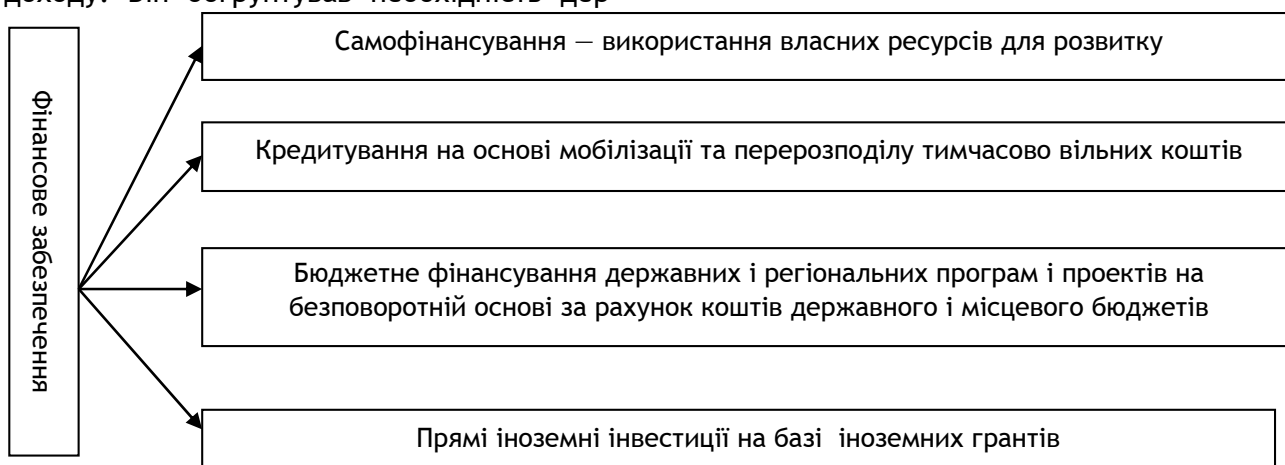 доходу. Він обґрунтував необхідність дер-
Самофінансування — використання власних ресурсів для розвитку
Фінансове забезпечення
Кредитування на основі мобілізації та перерозподілу тимчасово вільних коштів
Бюджетне фінансування державних і регіональних програм і проектів на
безповоротній основі за рахунок коштів державного і місцевого бюджетів
Прямі іноземні інвестиції на базі іноземних грантів